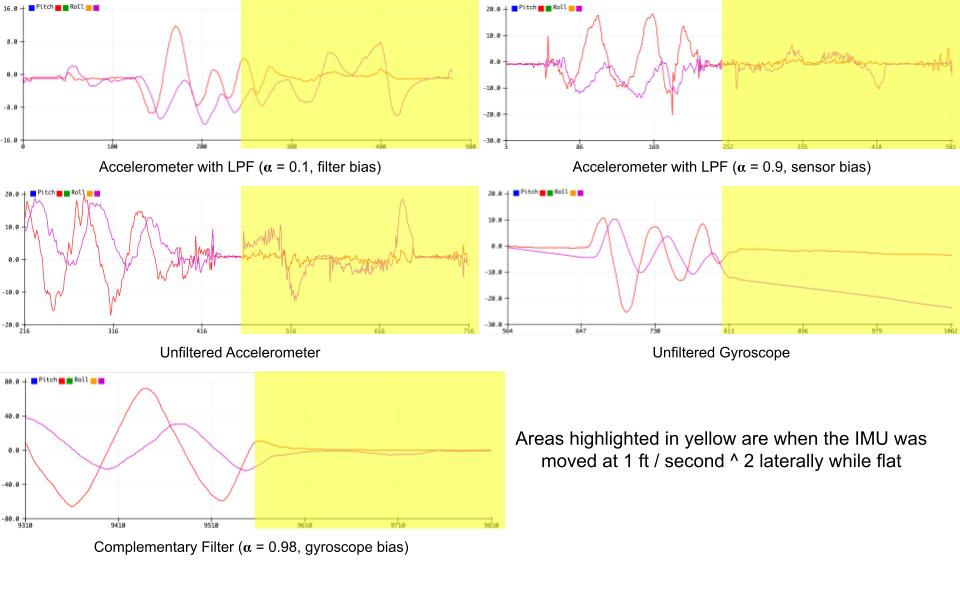 16.0
Pitch Roll
8.0
0.0
-8.0
-16.0
0 100 200 300 400 500
Accelerometer with LPF (α = 0.1, filter bias)
20.0
Pitch Roll
10.0
0.0
-10.0
-20.0
-30.0
3 86 169 252 335 418 501
Accelerometer with LPF (α = 0.9, sensor bias)
20.0
Pitch Roll
10.0
0.0
-10.0
-20.0
216 316 416 516 616 716
Unfiltered Accelerometer
20.0
Pitch Roll
10.0
0.0
-10.0
-20.0
-30.0
564 647 730 813 896 979 1062
Unfiltered Gyroscope
80.0
Pitch Roll
40.0
0.0
-40.0
-80.0
9310 9410 9510 9610 9710 9810
Complementary Filter (α = 0.98, gyroscope bias)
Areas highlighted in yellow are when the IMU was
moved at 1 ft / second ^ 2 laterally while flat